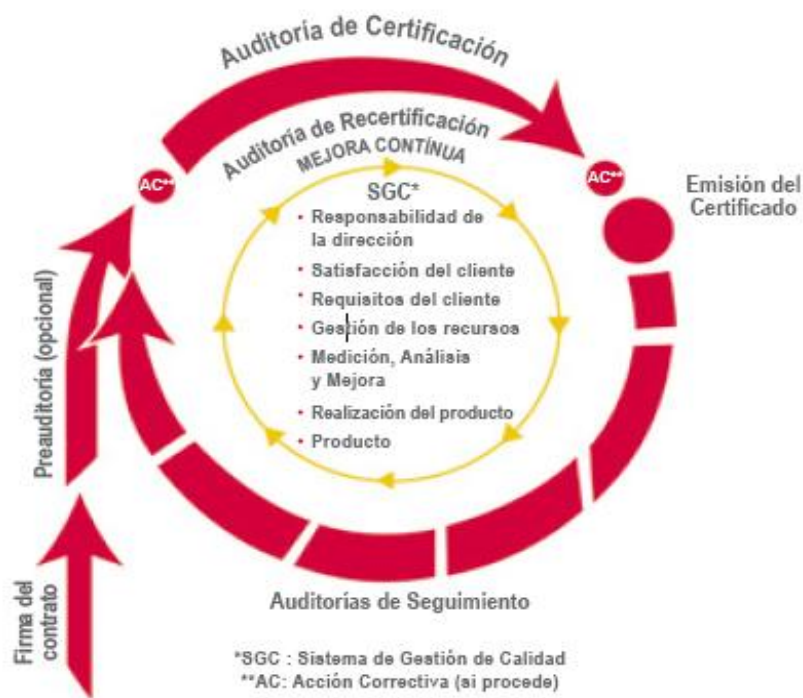 Auditoría de Certificación
Auditoría de Recertificación
MEJORA CONTÍNUA
AC**
AC**
Emisión del
Certificado
SGC*
• Responsabilidad de
la dirección
• Satisfacción del cliente
• Requisitos del cliente
• Gestión de los recursos
• Medición, Análisis
y Mejora
• Realización del producto
• Producto
Preauditoría (opcional)
Firma del
contrato
Auditorías de Seguimiento
*SGC : Sistema de Gestión de Calidad
**AC: Acción Correctiva (si procede)